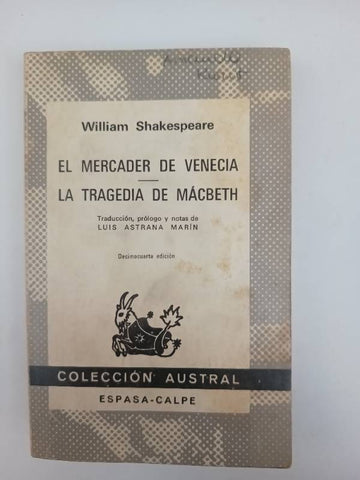 William Shakespeare
EL MERCADER DE VENECIA
LA TRAGEDIA DE MÁCBETH
Traducción, prólogo y notas de
LUIS ASTRANA MARÍN
Decimocuarta edición
COLECCIÓN AUSTRAL
ESPASA-CALPE